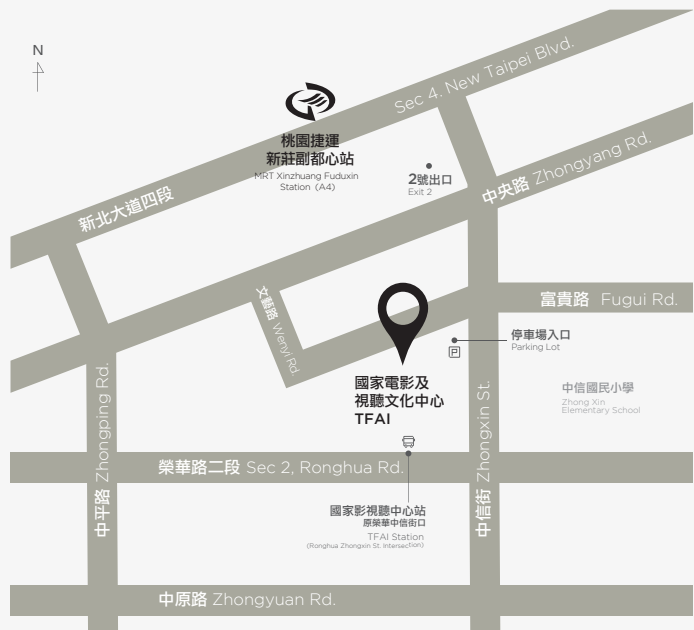 N
Sec 4. New Taipei Blvd.
桃園捷運
新莊副都心站
MRT Xinzhuang Fuduxin
Station (A4)
2號出口
Exit 2
中央路 Zhongyang Rd.
新北大道四段
文藝路 Wenyi Rd.
富貴路 Fugui Rd.
停車場入口
Parking Lot
P
國家電影及
視聽文化中心
TFAI
中信國民小學
Zhong Xin
Elementary School
中平路 Zhongping Rd.
中信街 Zhongxin St.
榮華路二段 Sec 2, Ronghua Rd.
國家影視聽中心站
原榮華中信街口
TFAI Station
(Ronghua Zhongxin St. Intersection)
中原路 Zhongyuan Rd.